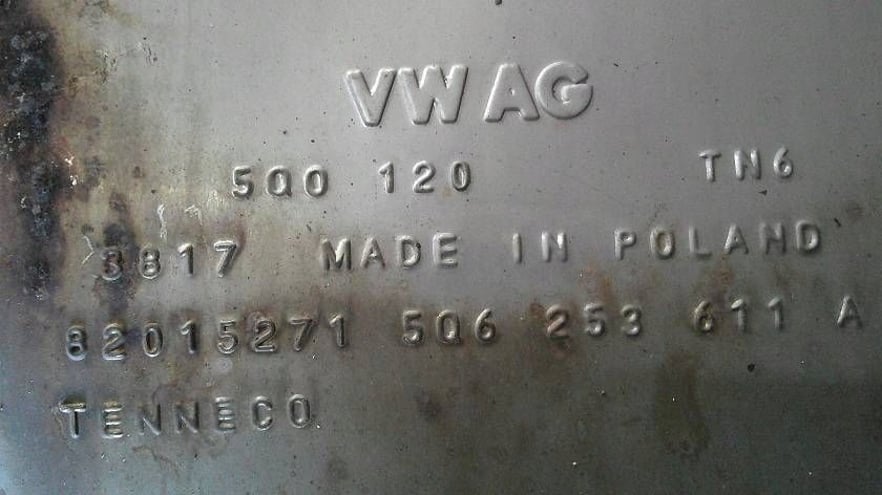 VW AG
5Q0 120 TN6
3817 MADE IN POLAND
82015271 5Q6 253 611 A
TENNECO